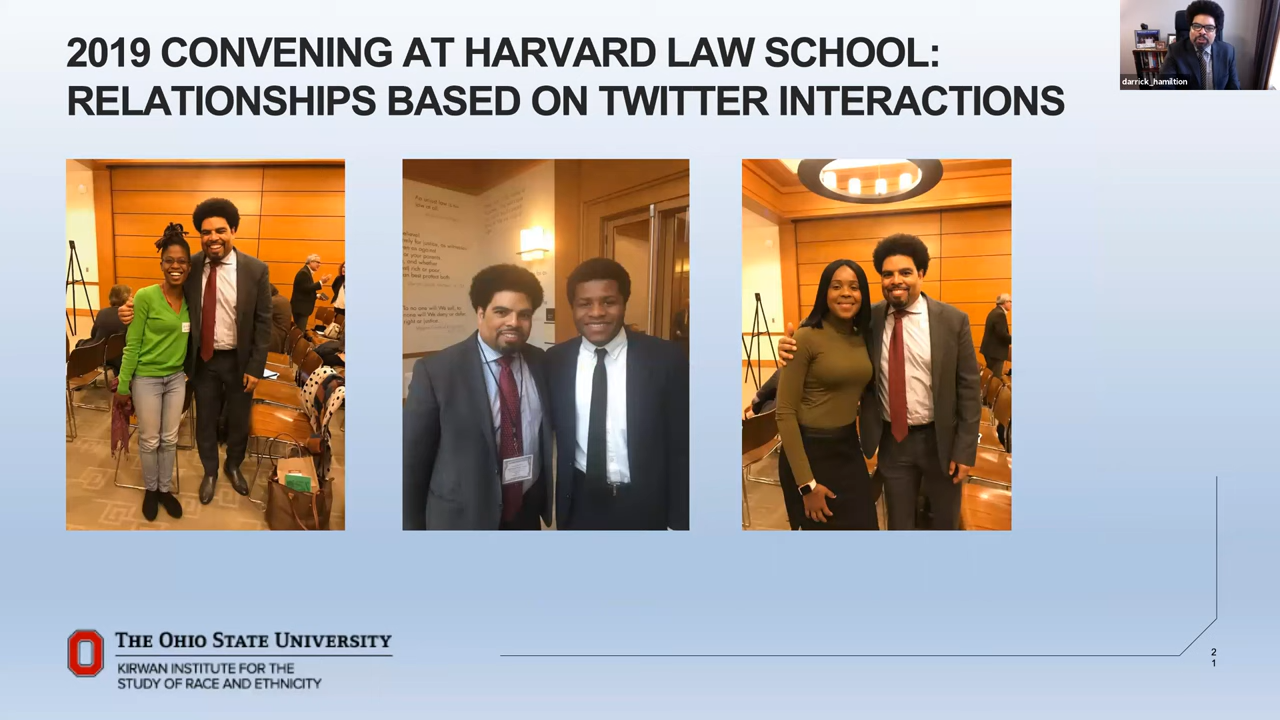 2019 CONVENING AT HARVARD LAW SCHOOL:
RELATIONSHIPS BASED ON TWITTER INTERACTIONS
darrick_hamilton
THE OHIO STATE UNIVERSITY
KIRWAN INSTITUTE FOR THE
STUDY OF RACE AND ETHNICITY
2
1